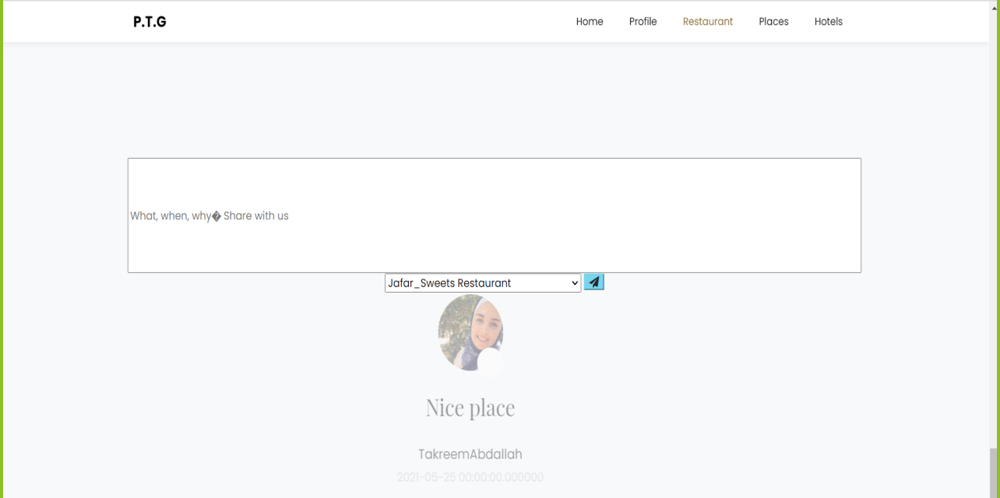 P.T.G Home Profile Restaurant Places Hotels
What, when, why� Share with us
Jafar_Sweets Restaurant
Nice place
TakreemAbdallah
2021-05-25 00:00:00.000000